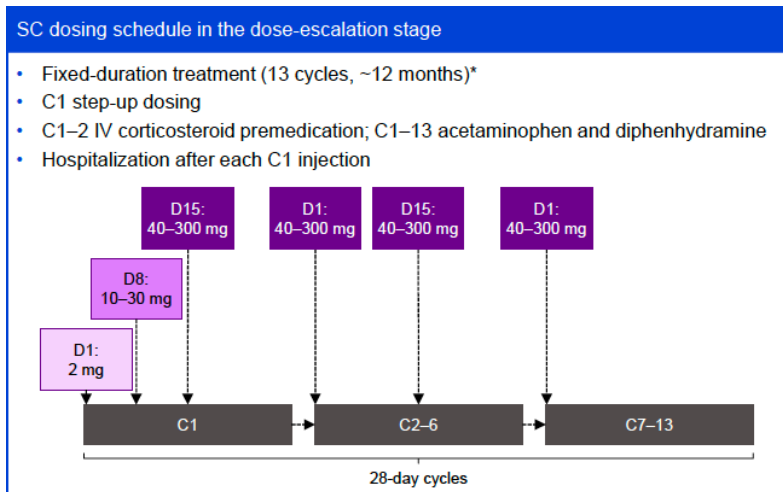 SC dosing schedule in the dose-escalation stage
• Fixed-duration treatment (13 cycles, ~12 months)*
• C1 step-up dosing
• C1–2 IV corticosteroid premedication; C1–13 acetaminophen and diphenhydramine
• Hospitalization after each C1 injection
D15:
40–300 mg
D1:
40–300 mg
D15:
40–300 mg
D1:
40–300 mg
D8:
10–30 mg
D1:
2 mg
C1
C2–6
C7–13
28-day cycles